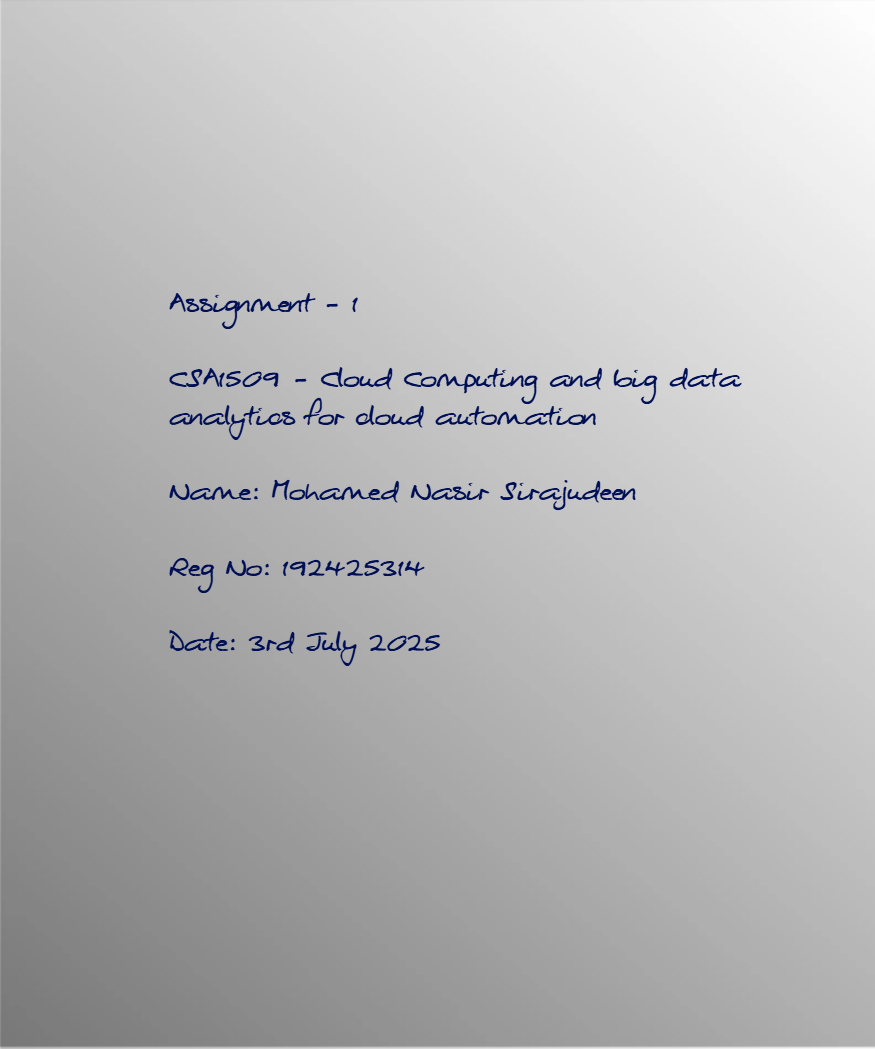 Assignment - 1
CSA1509 - Cloud Computing and big data
analytics for cloud automation
Name: Mohamed Nasir Sirajudeen
Reg No: 192425314
Date: 3rd July 2025